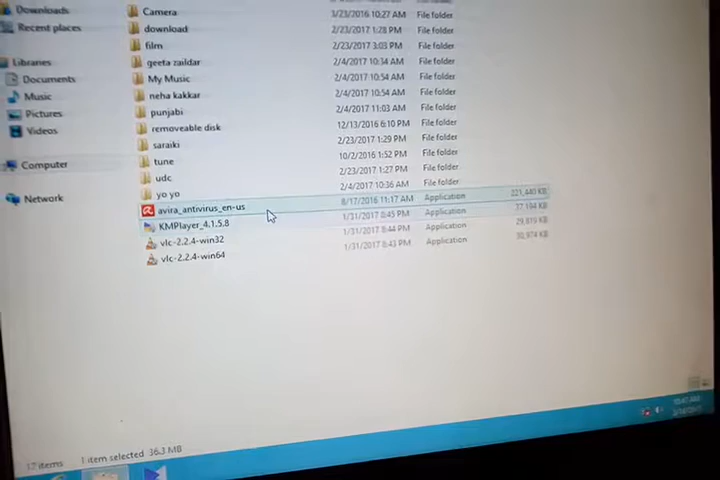 Downloads
Recent places
Libraries
Documents
Music
Pictures
Videos
Computer
Network
Camera 3/23/2016 10:27 AM File folder
download 2/23/2017 1:28 PM File folder
film 2/23/2017 3:03 PM File folder
geeta zaildar 2/4/2017 10:34 AM File folder
My Music 2/4/2017 10:54 AM File folder
neha kakkar 2/4/2017 10:54 AM File folder
punjabi 2/4/2017 11:03 AM File folder
removeable disk 12/13/2016 6:10 PM File folder
saraiki 2/23/2017 1:29 PM File folder
tune 10/2/2016 1:52 PM File folder
udc 2/23/2017 1:27 PM File folder
yo yo 2/4/2017 10:36 AM File folder
avira_antivirus_en-us 8/17/2016 11:17 AM Application 221,440 KB
KMPlayer_4.1.5.8 1/31/2017 8:45 PM Application 37,194 KB
vlc-2.2.4-win32 1/31/2017 8:44 PM Application 29,819 KB
vlc-2.2.4-win64 1/31/2017 8:43 PM Application 30,974 KB
17 items 1 item selected 36.3 MB
10:47 AM